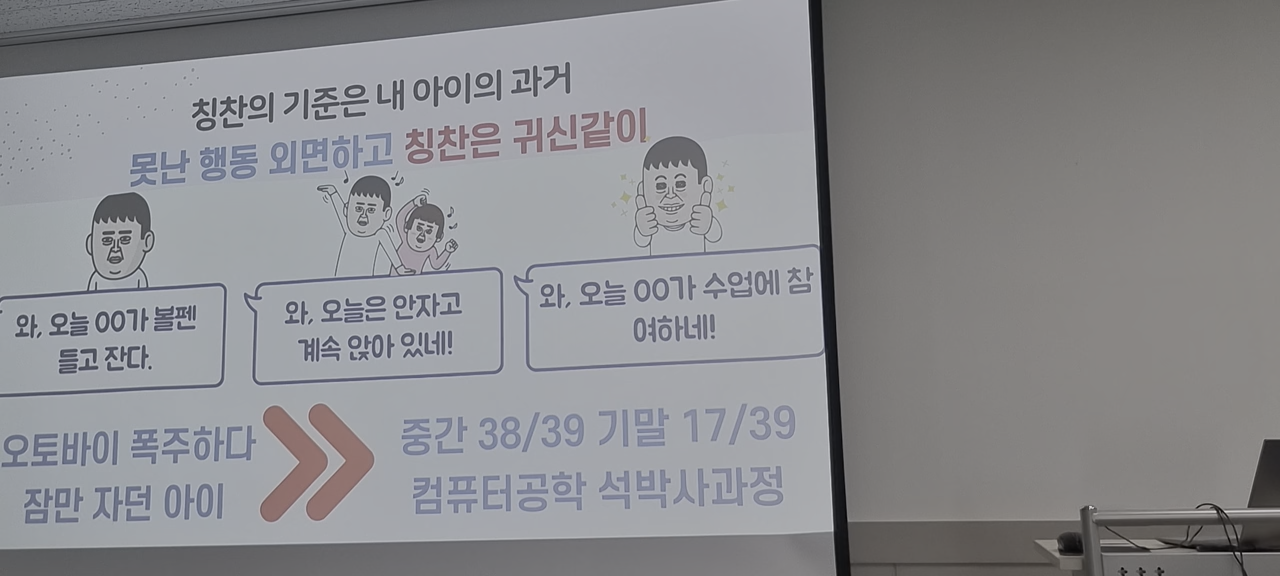 칭찬의 기준은 내 아이의 과거
못난 행동 외면하고 칭찬은 귀신같이
와, 오늘 OO가 볼펜
들고 잔다.
와, 오늘은 안자고
계속 앉아 있네!
와, 오늘 OO가 수업에 참
여하네!
오토바이 폭주하다
잠만 자던 아이
중간 38/39 기말 17/39
컴퓨터공학 석박사과정